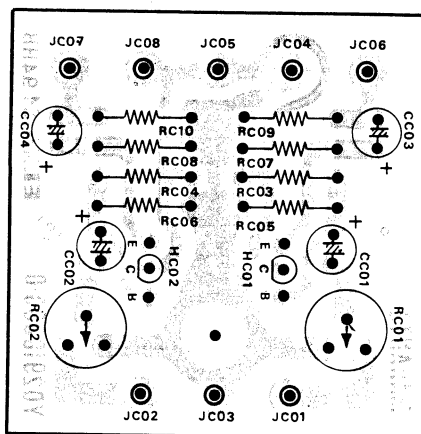 JC07 JC08 JC05 JC04 JC06
CC04
+
RC10
RC09
CC03
+
RC08
RC07
RC04
RC03
RC06
RC05
+
CC02
E
C
B
HC02
HC01
E
C
B
+
CC01
RC02
RC01
JC02 JC03 JC01